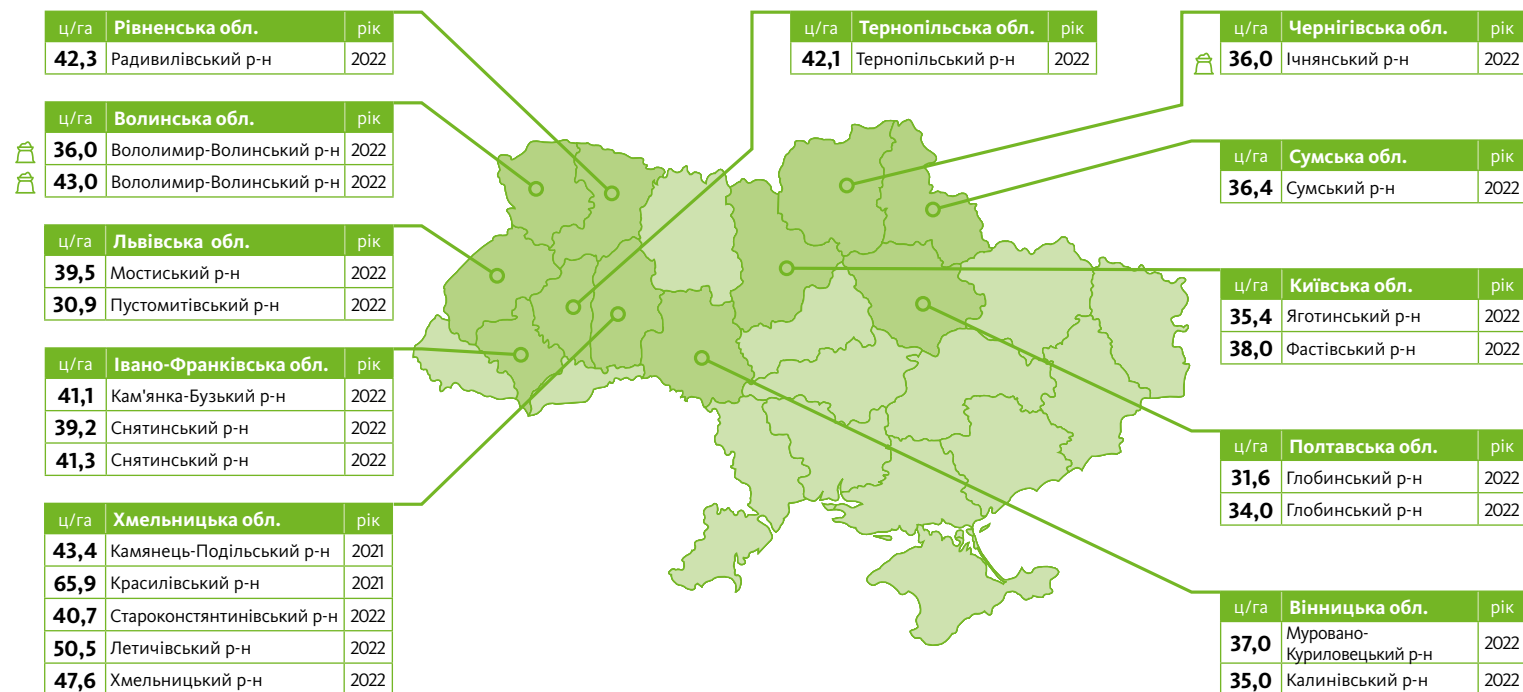 ц/га Рівненська обл. рік
42,3 Радивилівський р-н 2022
ц/га Волинська обл. рік
36,0 Вололимир-Волинський р-н 2022
43,0 Вололимир-Волинський р-н 2022
ц/га Львівська обл. рік
39,5 Мостиський р-н 2022
30,9 Пустомитівський р-н 2022
ц/га Івано-Франківська обл. рік
41,1 Кам'янка-Бузький р-н 2022
39,2 Снятинський р-н 2022
41,3 Снятинський р-н 2022
ц/га Хмельницька обл. рік
43,4 Камянець-Подільський р-н 2021
65,9 Красилівський р-н 2021
40,7 Староконстянтинівський р-н 2022
50,5 Летичівський р-н 2022
47,6 Хмельницький р-н 2022
ц/га Тернопільська обл. рік
42,1 Тернопільський р-н 2022
ц/га Чернігівська обл. рік
36,0 Ічнянський р-н 2022
ц/га Сумська обл. рік
36,4 Сумський р-н 2022
ц/га Київська обл. рік
35,4 Яготинський р-н 2022
38,0 Фастівський р-н 2022
ц/га Полтавська обл. рік
31,6 Глобинський р-н 2022
34,0 Глобинський р-н 2022
ц/га Вінницька обл. рік
37,0 Муровано-
Куриловецький р-н 2022
35,0 Калинівський р-н 2022